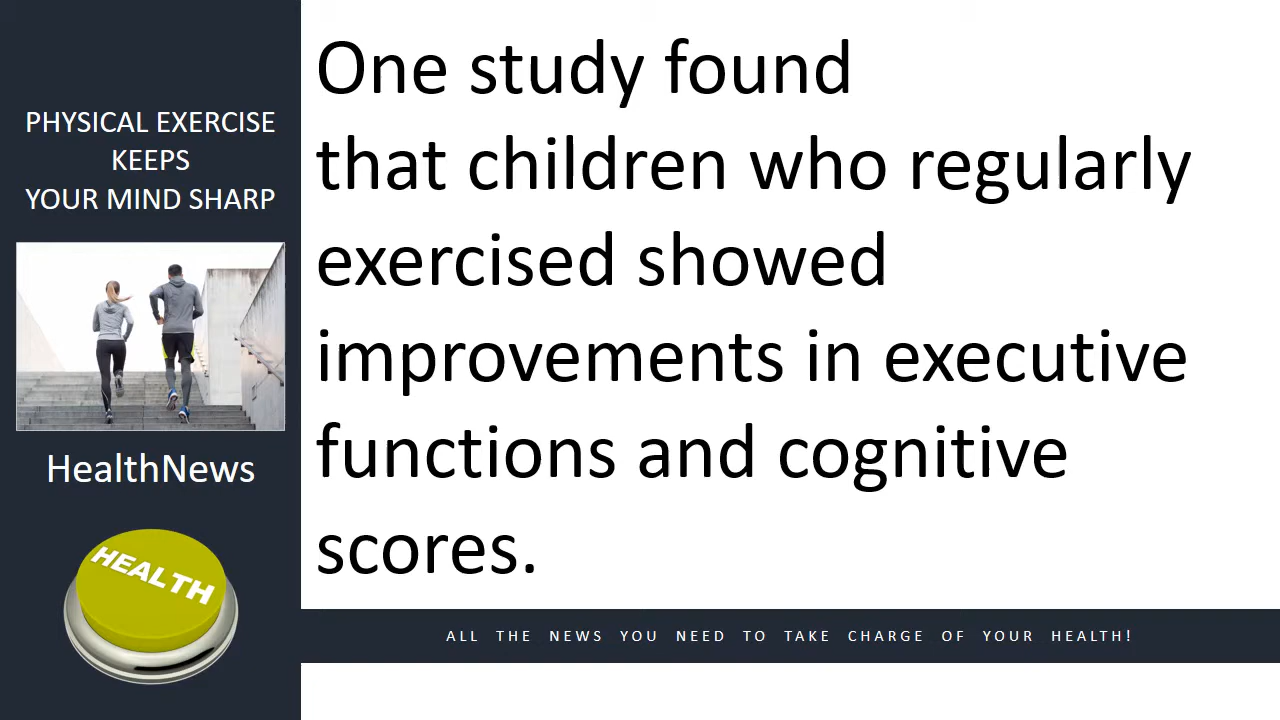 PHYSICAL EXERCISE
KEEPS
YOUR MIND SHARP
HealthNews
HEALTH
One study found
that children who regularly
exercised showed
improvements in executive
functions and cognitive
scores.
ALL THE NEWS YOU NEED TO TAKE CHARGE OF YOUR HEALTH!